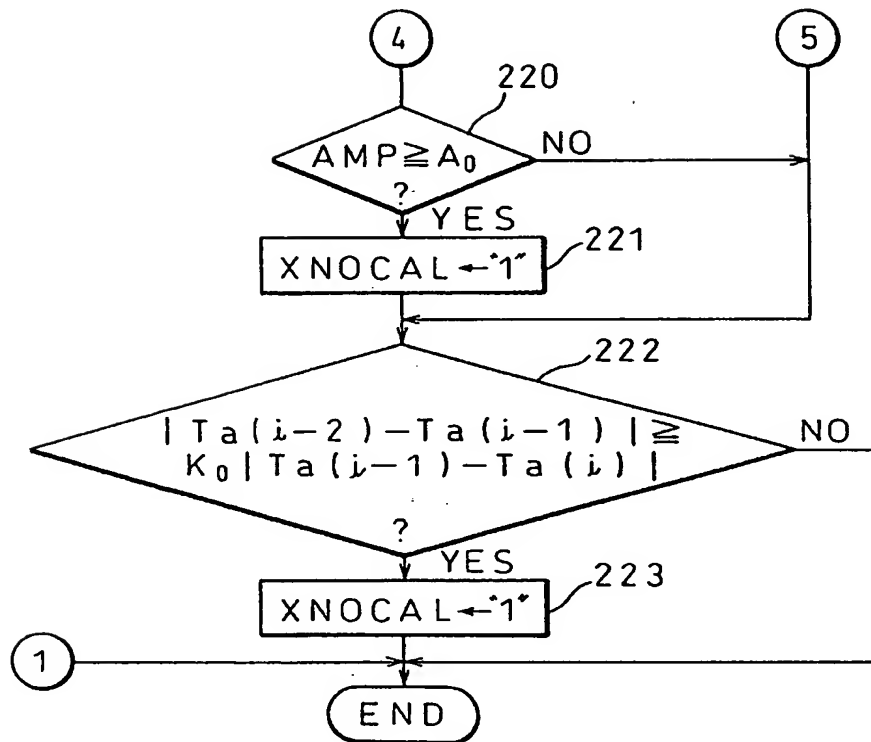 4
5
220
AMP≧A₀
?
NO
YES
221
XNOCAL←"1"
222
|Ta(i-2)-Ta(i-1)|≧
K₀|Ta(i-1)-Ta(i)|
?
NO
YES
223
XNOCAL←"1"
1
END